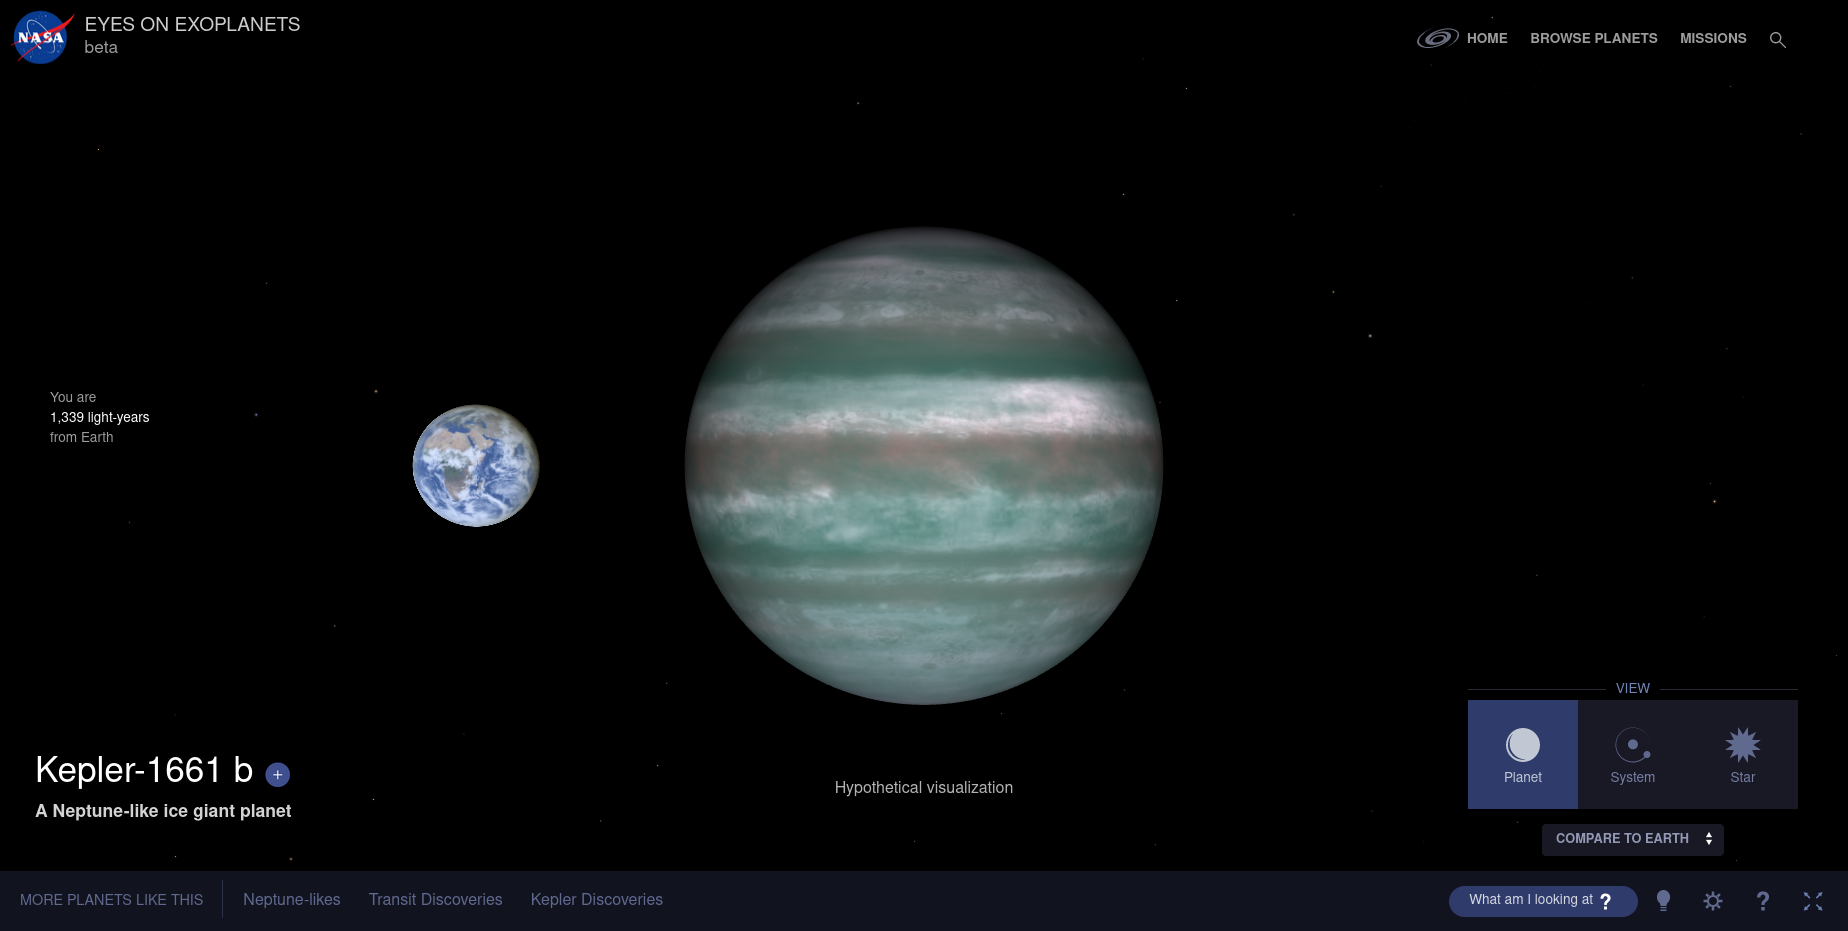 NASA
EYES ON EXOPLANETS
beta
HOME
BROWSE PLANETS
MISSIONS
You are
1,339 light-years
from Earth
Kepler-1661 b +
A Neptune-like ice giant planet
Hypothetical visualization
VIEW
Planet
System
Star
COMPARE TO EARTH
MORE PLANETS LIKE THIS
Neptune-likes
Transit Discoveries
Kepler Discoveries
What am I looking at ?
?